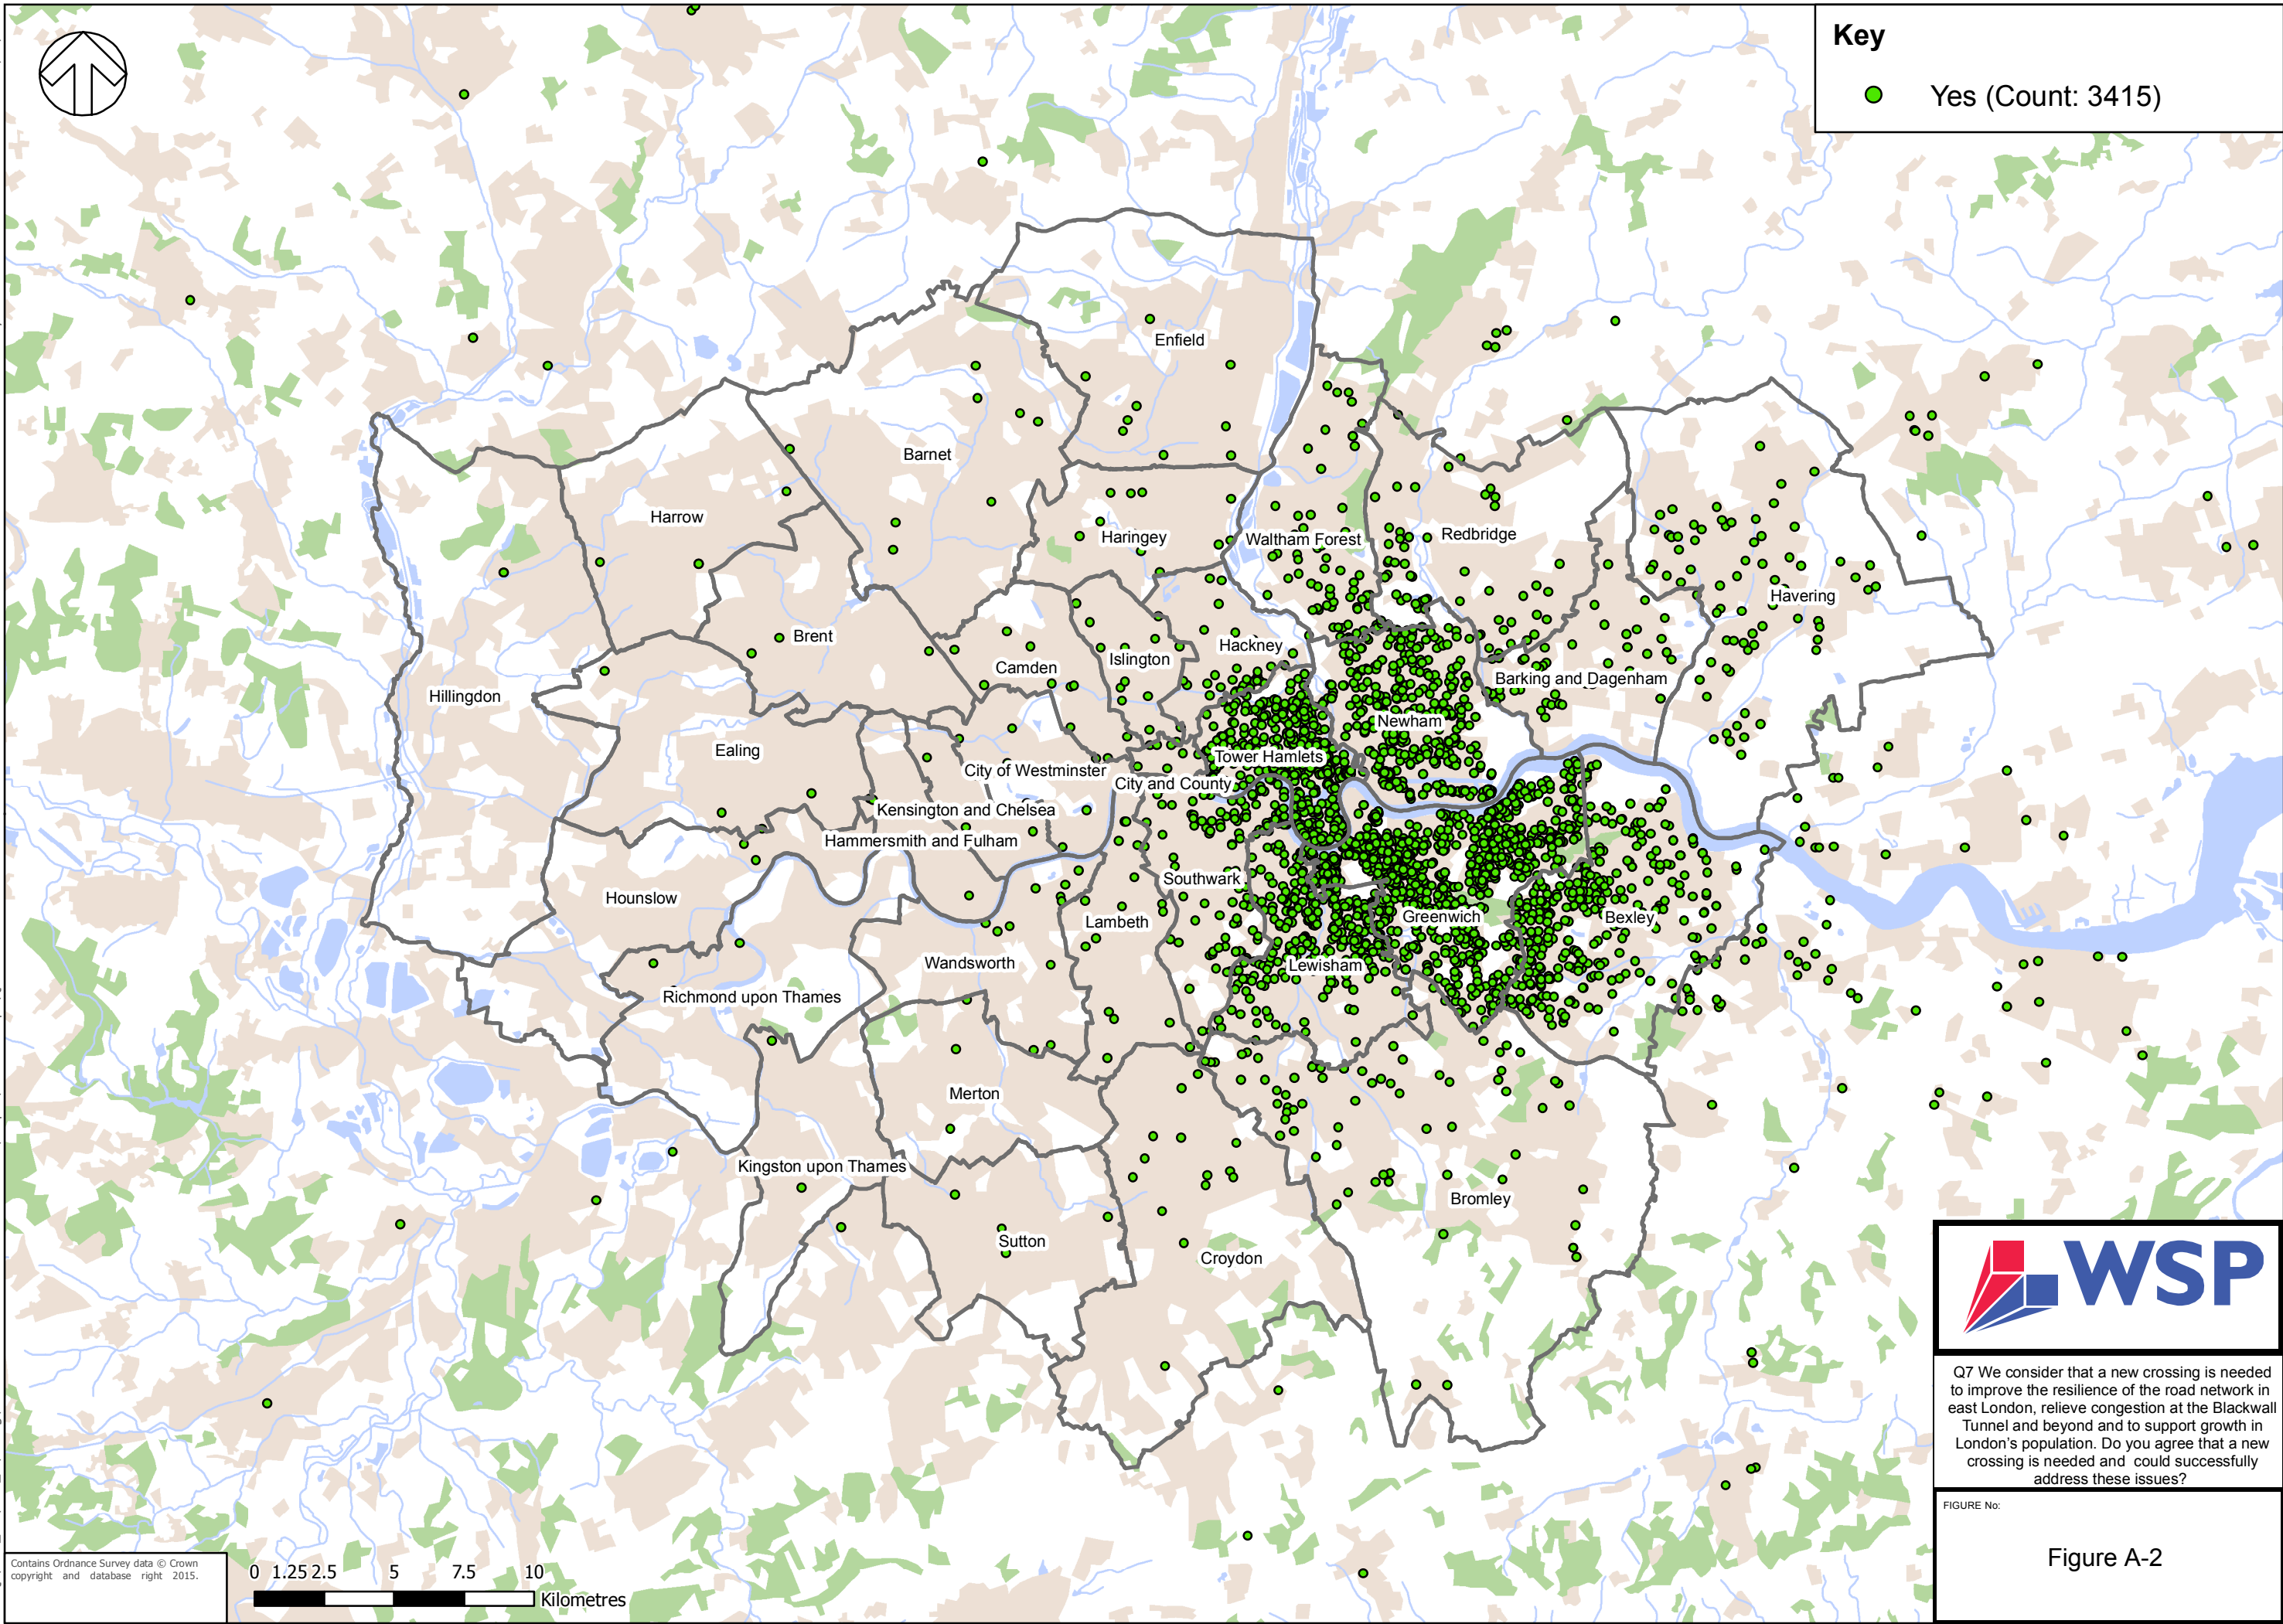 Key
Yes (Count: 3415)
Enfield
Barnet
Harrow
Haringey
Waltham Forest
Redbridge
Havering
Brent
Hackney
Islington
Camden
Barking and Dagenham
Hillingdon
Newham
Ealing
Tower Hamlets
City of Westminster
City and County
Kensington and Chelsea
Hammersmith and Fulham
Southwark
Hounslow
Greenwich
Bexley
Lambeth
Wandsworth
Lewisham
Richmond upon Thames
Merton
Kingston upon Thames
Bromley
Sutton
Croydon
WSP
Q7 We consider that a new crossing is needed
to improve the resilience of the road network in
east London, relieve congestion at the Blackwall
Tunnel and beyond and to support growth in
London's population. Do you agree that a new
crossing is needed and could successfully
address these issues?
FIGURE No:
Figure A-2
Contains Ordnance Survey data © Crown
copyright and database right 2015.
0 1.25 2.5 5 7.5 10
Kilometres